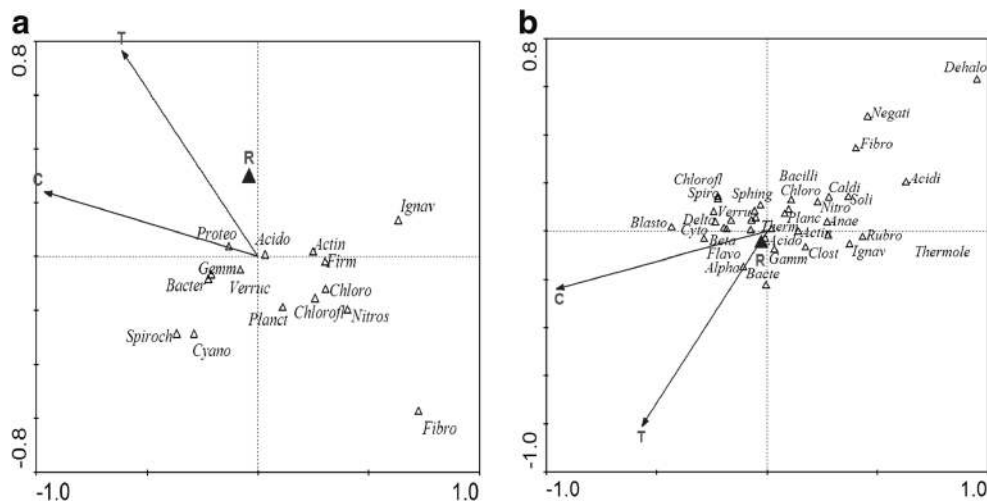 a
0.8
T
R
C
Ignav
Proteo
Acido
Actin
Firm
Gemm
Bacter
Verruc
Chloro
Planct
Chlorofl
Nitros
Spiroch
Cyano
Fibro
-0.8
-1.0
1.0
b
0.8
Dehalo
Negati
Fibro
Acidi
Chlorofl
Bacilli
Spiro
Sphing
Chloro
Caldi
Soli
Nitro
Verruc
Planc
Blasto
Delta
Therm
Anae
Cyto
Actin
Rubro
Beta
Acido
Flavo
R
Gamm
Clost
Ignav
Thermole
Alpha
Bacte
C
T
-1.0
-1.0
1.0